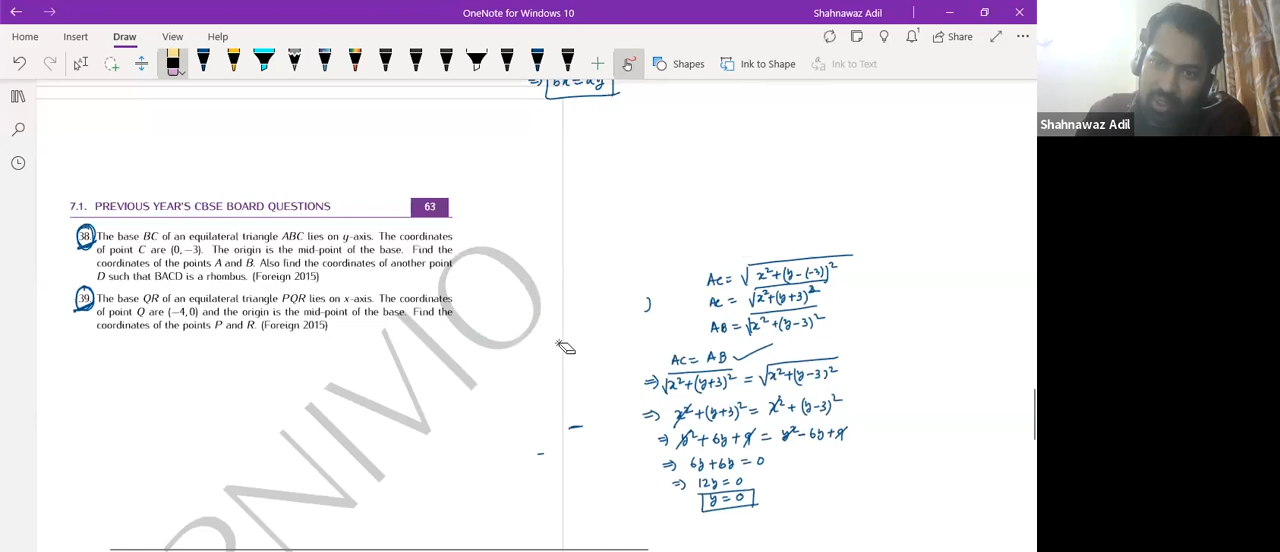 OneNote for Windows 10
Shahnawaz Adil
Home Insert Draw View Help
Share
Shapes
Ink to Shape
Ink to Text
Shahnawaz Adil
7.1. PREVIOUS YEAR'S CBSE BOARD QUESTIONS 63
38. The base BC of an equilateral triangle ABC lies on y-axis. The coordinates
of point C are (0, −3). The origin is the mid-point of the base. Find the
coordinates of the points A and B. Also find the coordinates of another point
D such that BACD is a rhombus. (Foreign 2015)
39. The base QR of an equilateral triangle PQR lies on x-axis. The coordinates
of point Q are (−4, 0) and the origin is the mid-point of the base. Find the
coordinates of the points P and R. (Foreign 2015)
RNIVIO
AC = √x²+(y-(-3))²
AC = √x²+(y+3)²
AB = √x²+(y-3)²
AC = AB ✓
⇒ √x²+(y+3)² = √x²+(y-3)²
⇒ x²+(y+3)² = x²+(y-3)²
⇒ y²+6y+9 = y²-6y+9
⇒ 6y+6y = 0
⇒ 12y = 0
y = 0